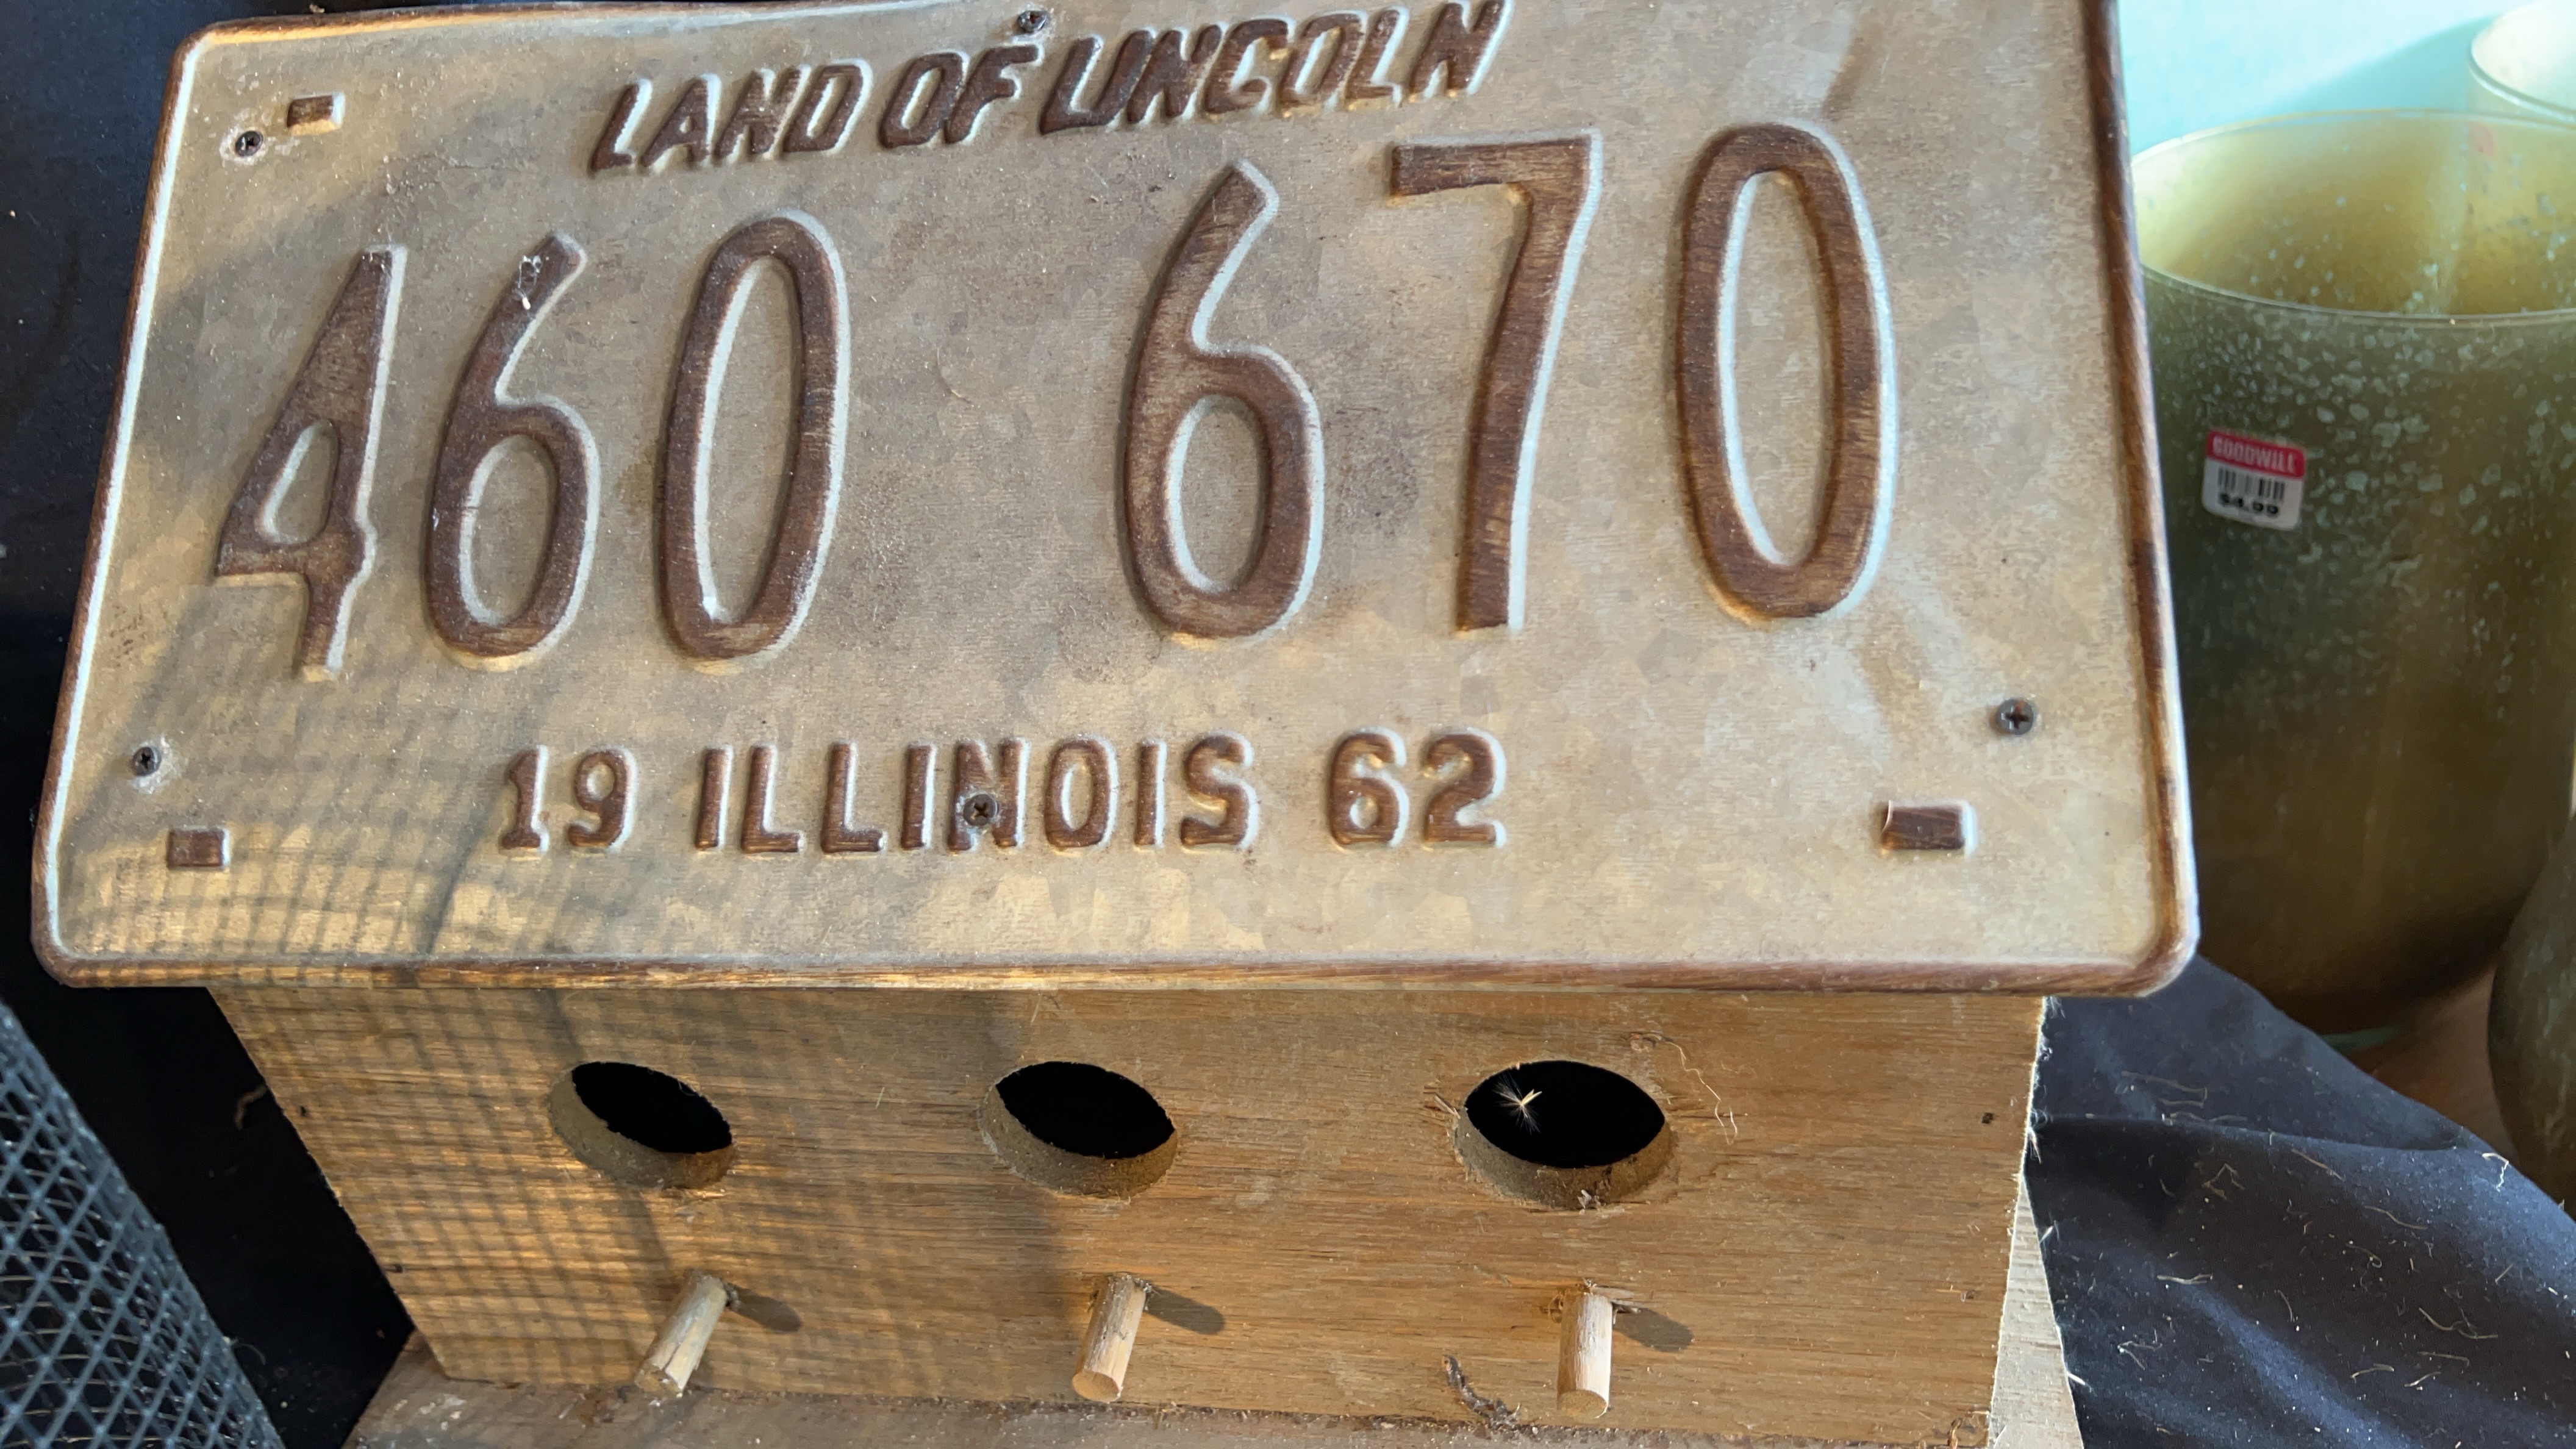 LAND OF LINCOLN
460 670
19 ILLINOIS 62
GOODWILL
$4.99